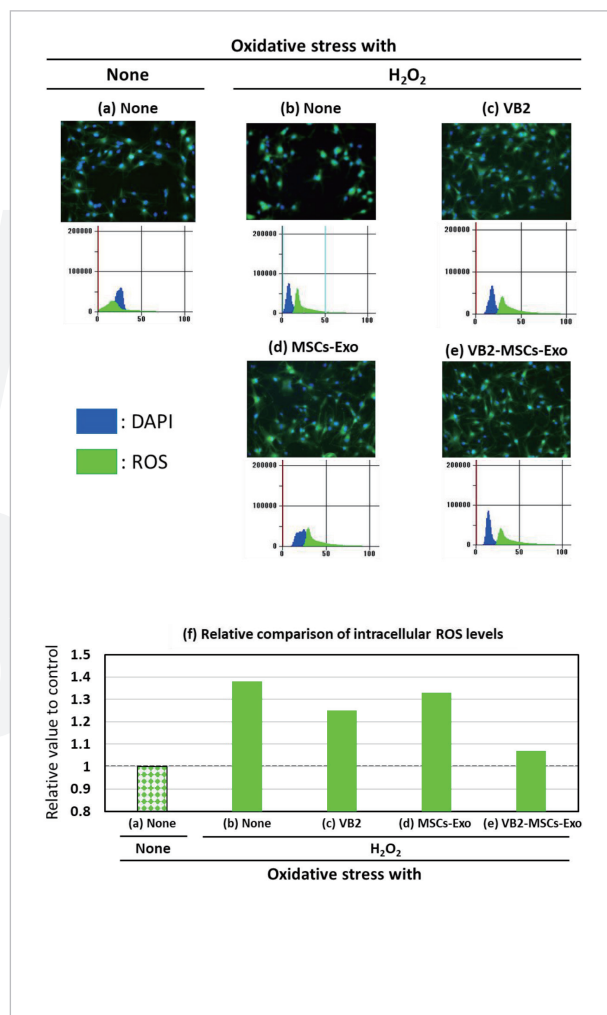 Oxidative stress with
None
H₂O₂
(a) None
(b) None
(c) VB2
200000
100000
0
0
50
100
200000
100000
0
0
50
100
200000
100000
0
0
50
100
(d) MSCs-Exo
(e) VB2-MSCs-Exo
: DAPI
: ROS
200000
100000
0
0
50
100
200000
100000
0
0
50
100
(f) Relative comparison of intracellular ROS levels
Relative value to control
1.5
1.4
1.3
1.2
1.1
1
0.9
0.8
(a) None
(b) None
(c) VB2
(d) MSCs-Exo
(e) VB2-MSCs-Exo
None
H₂O₂
Oxidative stress with